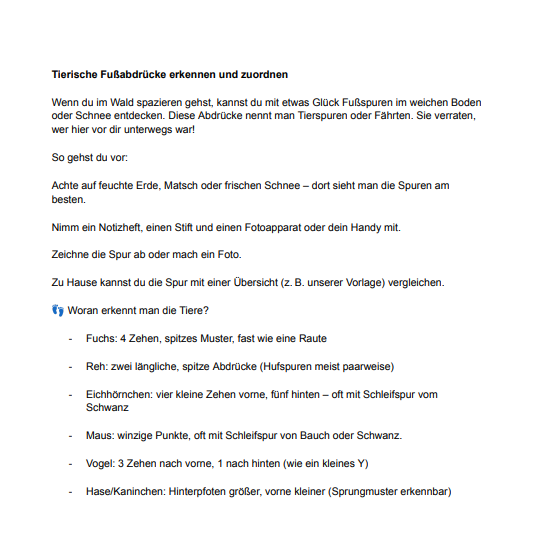 Tierische Fußabdrücke erkennen und zuordnen
Wenn du im Wald spazieren gehst, kannst du mit etwas Glück Fußspuren im weichen Boden
oder Schnee entdecken. Diese Abdrücke nennt man Tierspuren oder Fährten. Sie verraten,
wer hier vor dir unterwegs war!
So gehst du vor:
Achte auf feuchte Erde, Matsch oder frischen Schnee – dort sieht man die Spuren am
besten.
Nimm ein Notizheft, einen Stift und einen Fotoapparat oder dein Handy mit.
Zeichne die Spur ab oder mach ein Foto.
Zu Hause kannst du die Spur mit einer Übersicht (z. B. unserer Vorlage) vergleichen.
👣 Woran erkennt man die Tiere?
- Fuchs: 4 Zehen, spitzes Muster, fast wie eine Raute
- Reh: zwei längliche, spitze Abdrücke (Hufspuren meist paarweise)
- Eichhörnchen: vier kleine Zehen vorne, fünf hinten – oft mit Schleifspur vom
Schwanz
- Maus: winzige Punkte, oft mit Schleifspur von Bauch oder Schwanz.
- Vogel: 3 Zehen nach vorne, 1 nach hinten (wie ein kleines Y)
- Hase/Kaninchen: Hinterpfoten größer, vorne kleiner (Sprungmuster erkennbar)